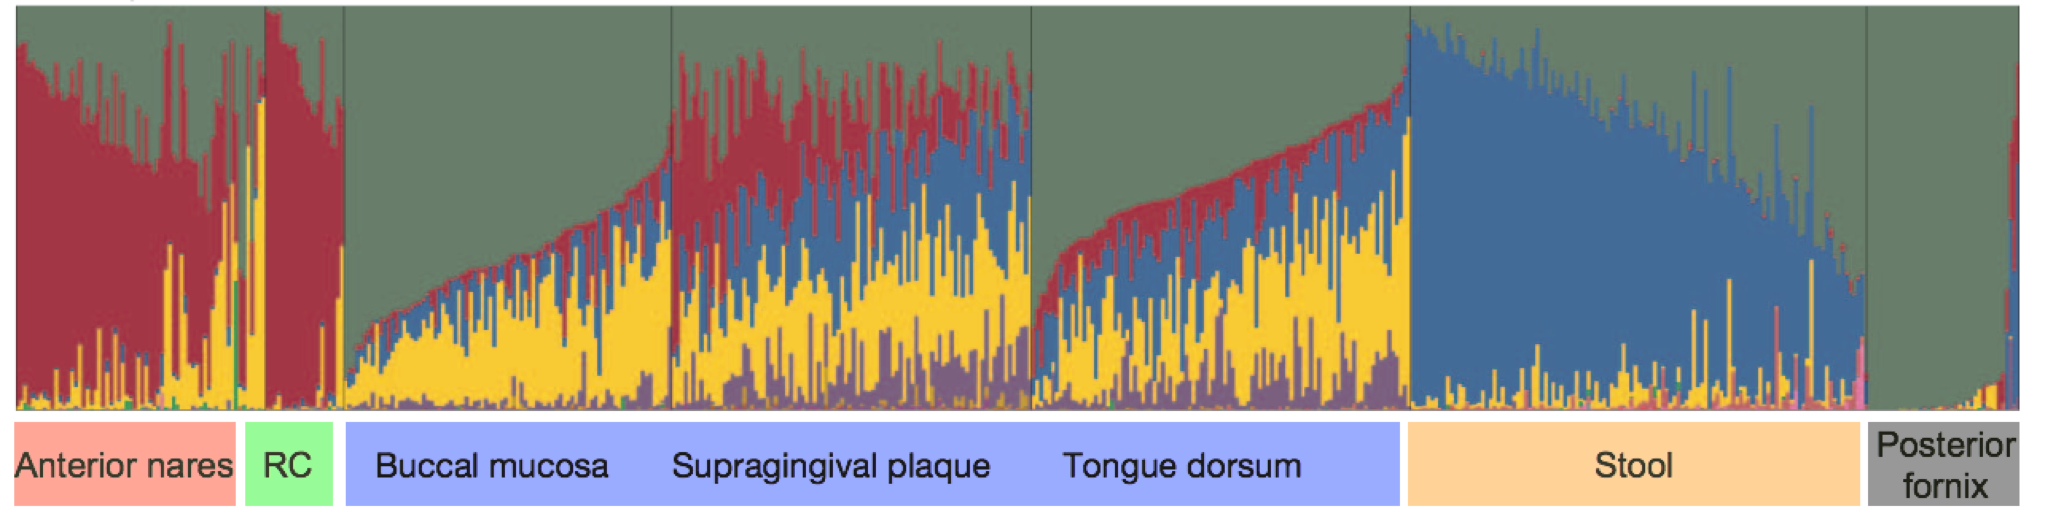 Anterior nares
RC
Buccal mucosa
Supragingival plaque
Tongue dorsum
Stool
Posterior
fornix